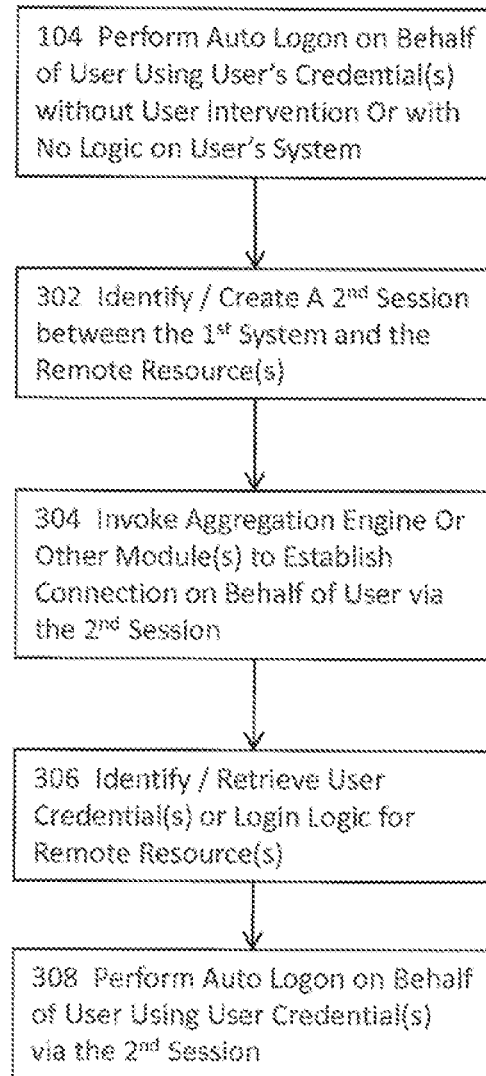 104 Perform Auto Logon on Behalf
of User Using User's Credential(s)
without User Intervention Or with
No Logic on User's System
302 Identify / Create A 2nd Session
between the 1st System and the
Remote Resource(s)
304 Invoke Aggregation Engine Or
Other Module(s) to Establish
Connection on Behalf of User via
the 2nd Session
306 Identify / Retrieve User
Credential(s) or Login Logic for
Remote Resource(s)
308 Perform Auto Logon on Behalf
of User Using User Credential(s)
via the 2nd Session